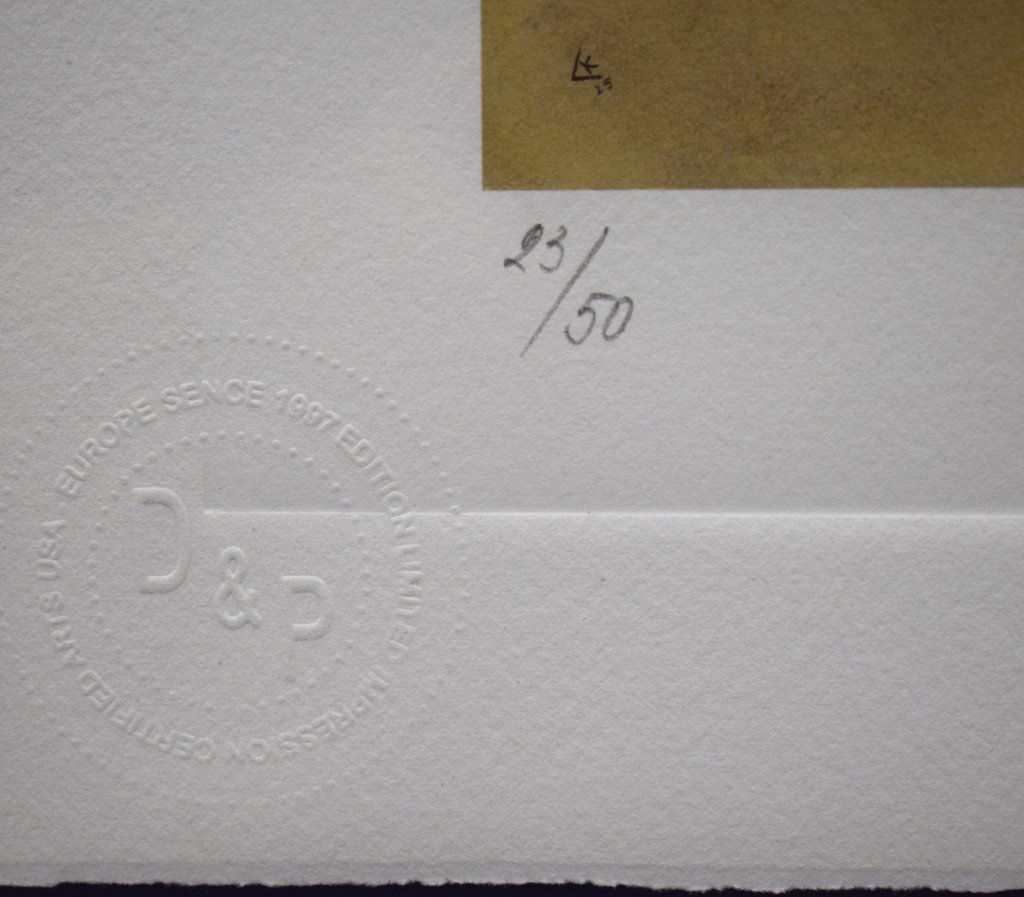 K
23/50
EUROPE SENCE 1997 EDITION LIMITED IMPRESSION CERTIFIED ARTS USA
D & D